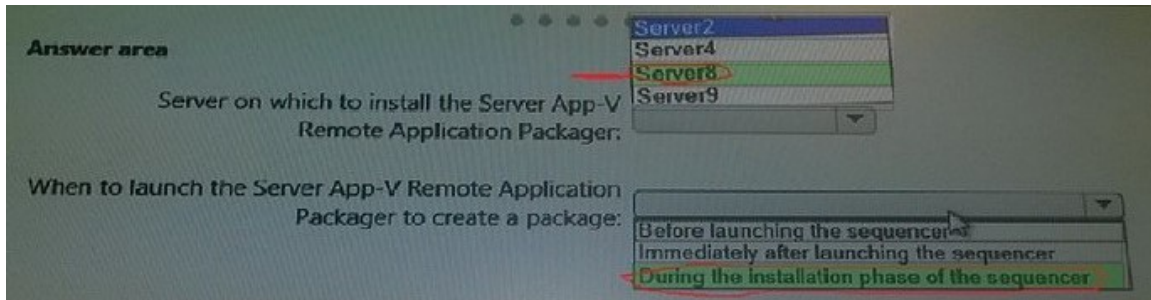 Server2
Answer area
Server4
Server8
Server on which to install the Server App-V
Server9
Remote Application Packager:
When to launch the Server App-V Remote Application
Packager to create a package:
Before launching the sequencer
Immediately after launching the sequencer
During the installation phase of the sequencer